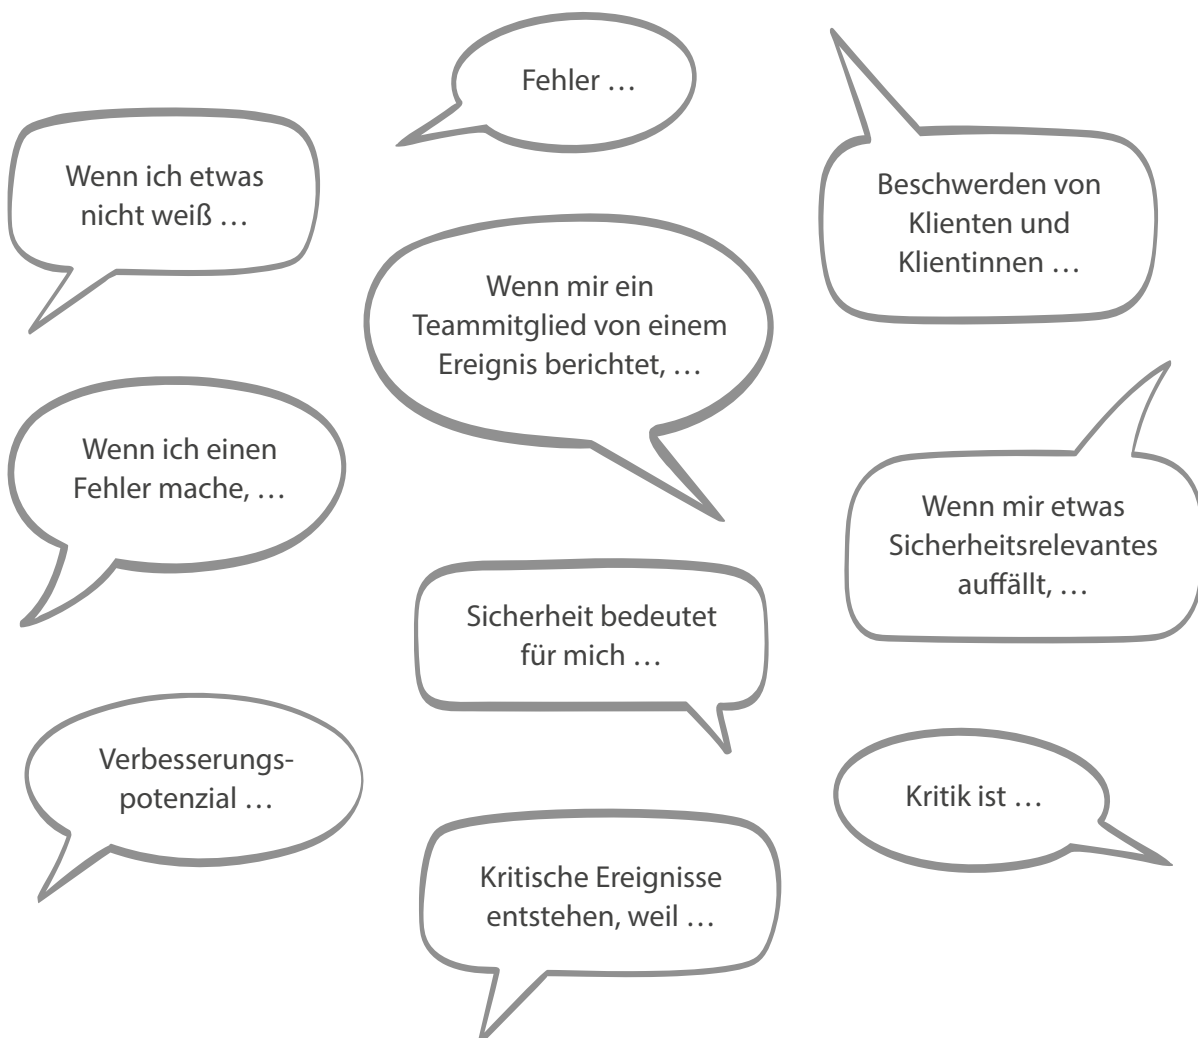 Fehler …
Wenn ich etwas
nicht weiß …
Beschwerden von
Klienten und
Klientinnen …
Wenn mir ein
Teammitglied von einem
Ereignis berichtet, …
Wenn ich einen
Fehler mache, …
Wenn mir etwas
Sicherheitsrelevantes
auffällt, …
Sicherheit bedeutet
für mich …
Verbesserungs-
potenzial …
Kritik ist …
Kritische Ereignisse
entstehen, weil …